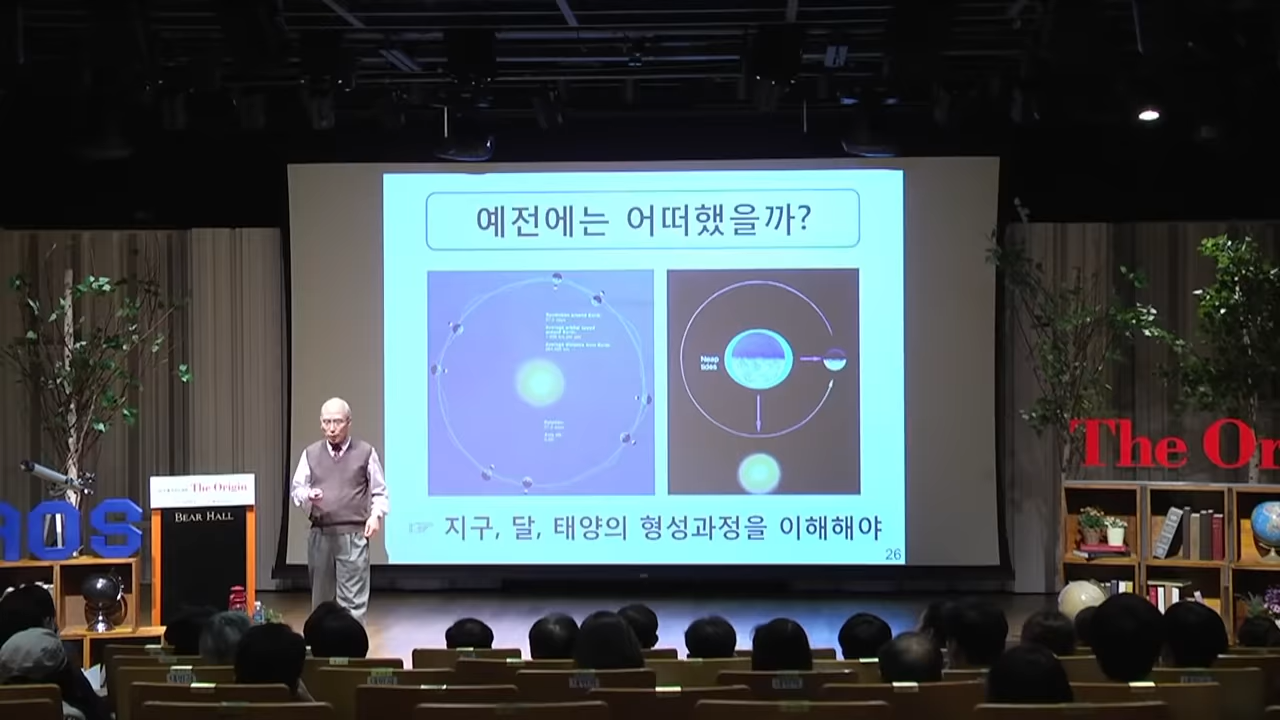 예전에는 어떠했을까?
Neap
tides
☞ 지구, 달, 태양의 형성과정을 이해해야
26
The Origin
BEAR HALL
AOS
The Or